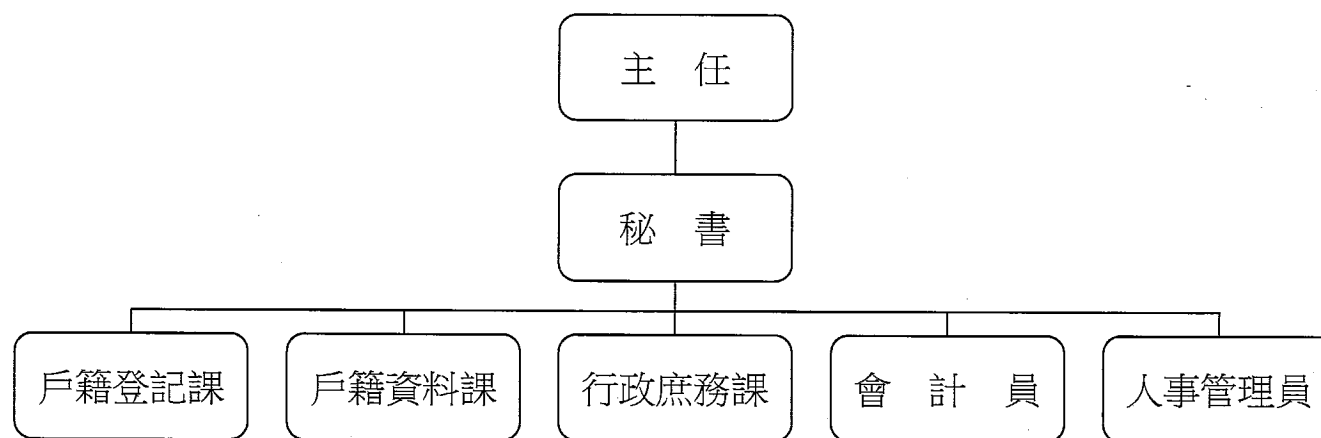 主 任
秘 書
戶籍登記課 戶籍資料課 行政庶務課 會 計 員 人事管理員